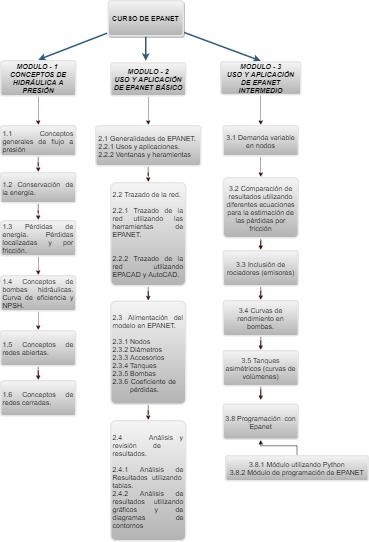 CURSO DE EPANET
MODULO - 1
CONCEPTOS DE
HIDRÁULICA A
PRESIÓN
1.1 Conceptos
generales de flujo a
presión
1.2 Conservación de
la energía.
1.3 Pérdidas de
energía. Pérdidas
localizadas y por
fricción.
1.4 Conceptos de
bombas hidráulicas.
Curva de eficiencia y
NPSH.
1.5 Conceptos de
redes abiertas.
1.6 Conceptos de
redes cerradas.
MODULO - 2
USO Y APLICACIÓN
DE EPANET BÁSICO
2.1 Generalidades de EPANET.
2.2.1 Usos y aplicaciones.
2.2.2 Ventanas y heramientas
2.2 Trazado de la red.
2.2.1 Trazado de la
red utilizando las
herramientas de
EPANET.
2.2.2 Trazado de la
red utilizando
EPACAD y AutoCAD.
2.3 Alimentación del
modelo en EPANET.
2.3.1 Nodos
2.3.2 Diámetros
2.3.3 Accesorios
2.3.4 Tanques
2.3.5 Bombas
2.3.6 Coeficiente de
pérdidas.
2.4 Análisis y
revisión de
resultados.
2.4.1 Análisis de
Resultados utilizando
tablas.
2.4.2 Análisis de
resultados utilizando
gráficos y de
diagramas de
contornos
MODULO - 3
USO Y APLICACIÓN
DE EPANET
INTERMEDIO
3.1 Demanda variable
en nodos
3.2 Comparación de
resultados utilizando
diferentes ecuaciones
para la estimación de
las pérdidas por
fricción
3.3 Inclusión de
rociadores (emisores)
3.4 Curvas de
rendimiento en
bombas.
3.5 Tanques
asimétricos (curvas de
volúmenes)
3.8 Programación con
Epanet
3.8.1 Módulo utilizando Python
3.8.2 Módulo de programación de EPANET